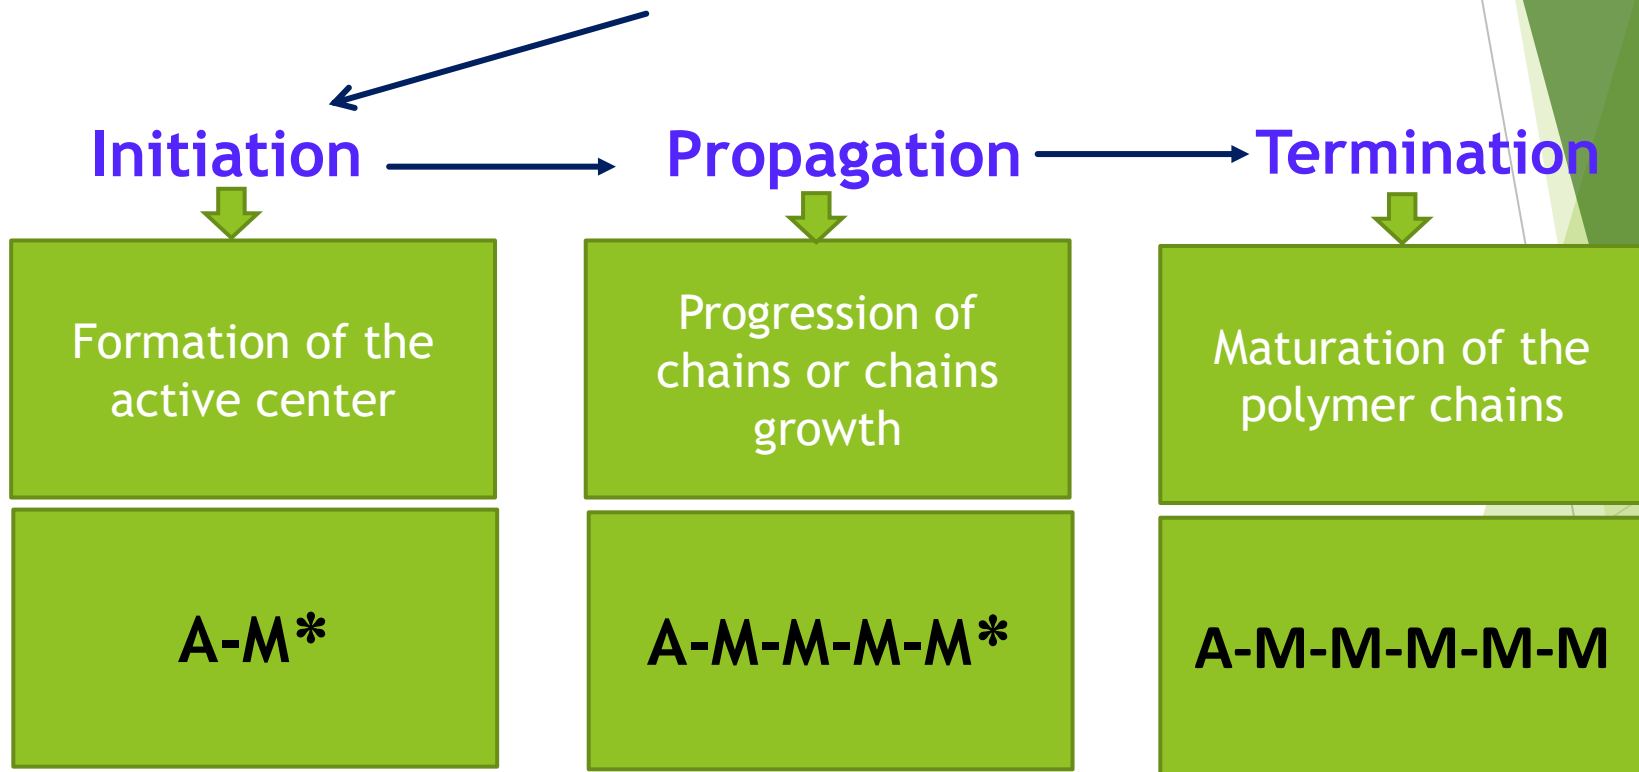 Initiation
Propagation
Termination
Formation of the
active center
Progression of
chains or chains
growth
Maturation of the
polymer chains
A-M*
A-M-M-M-M*
A-M-M-M-M-M